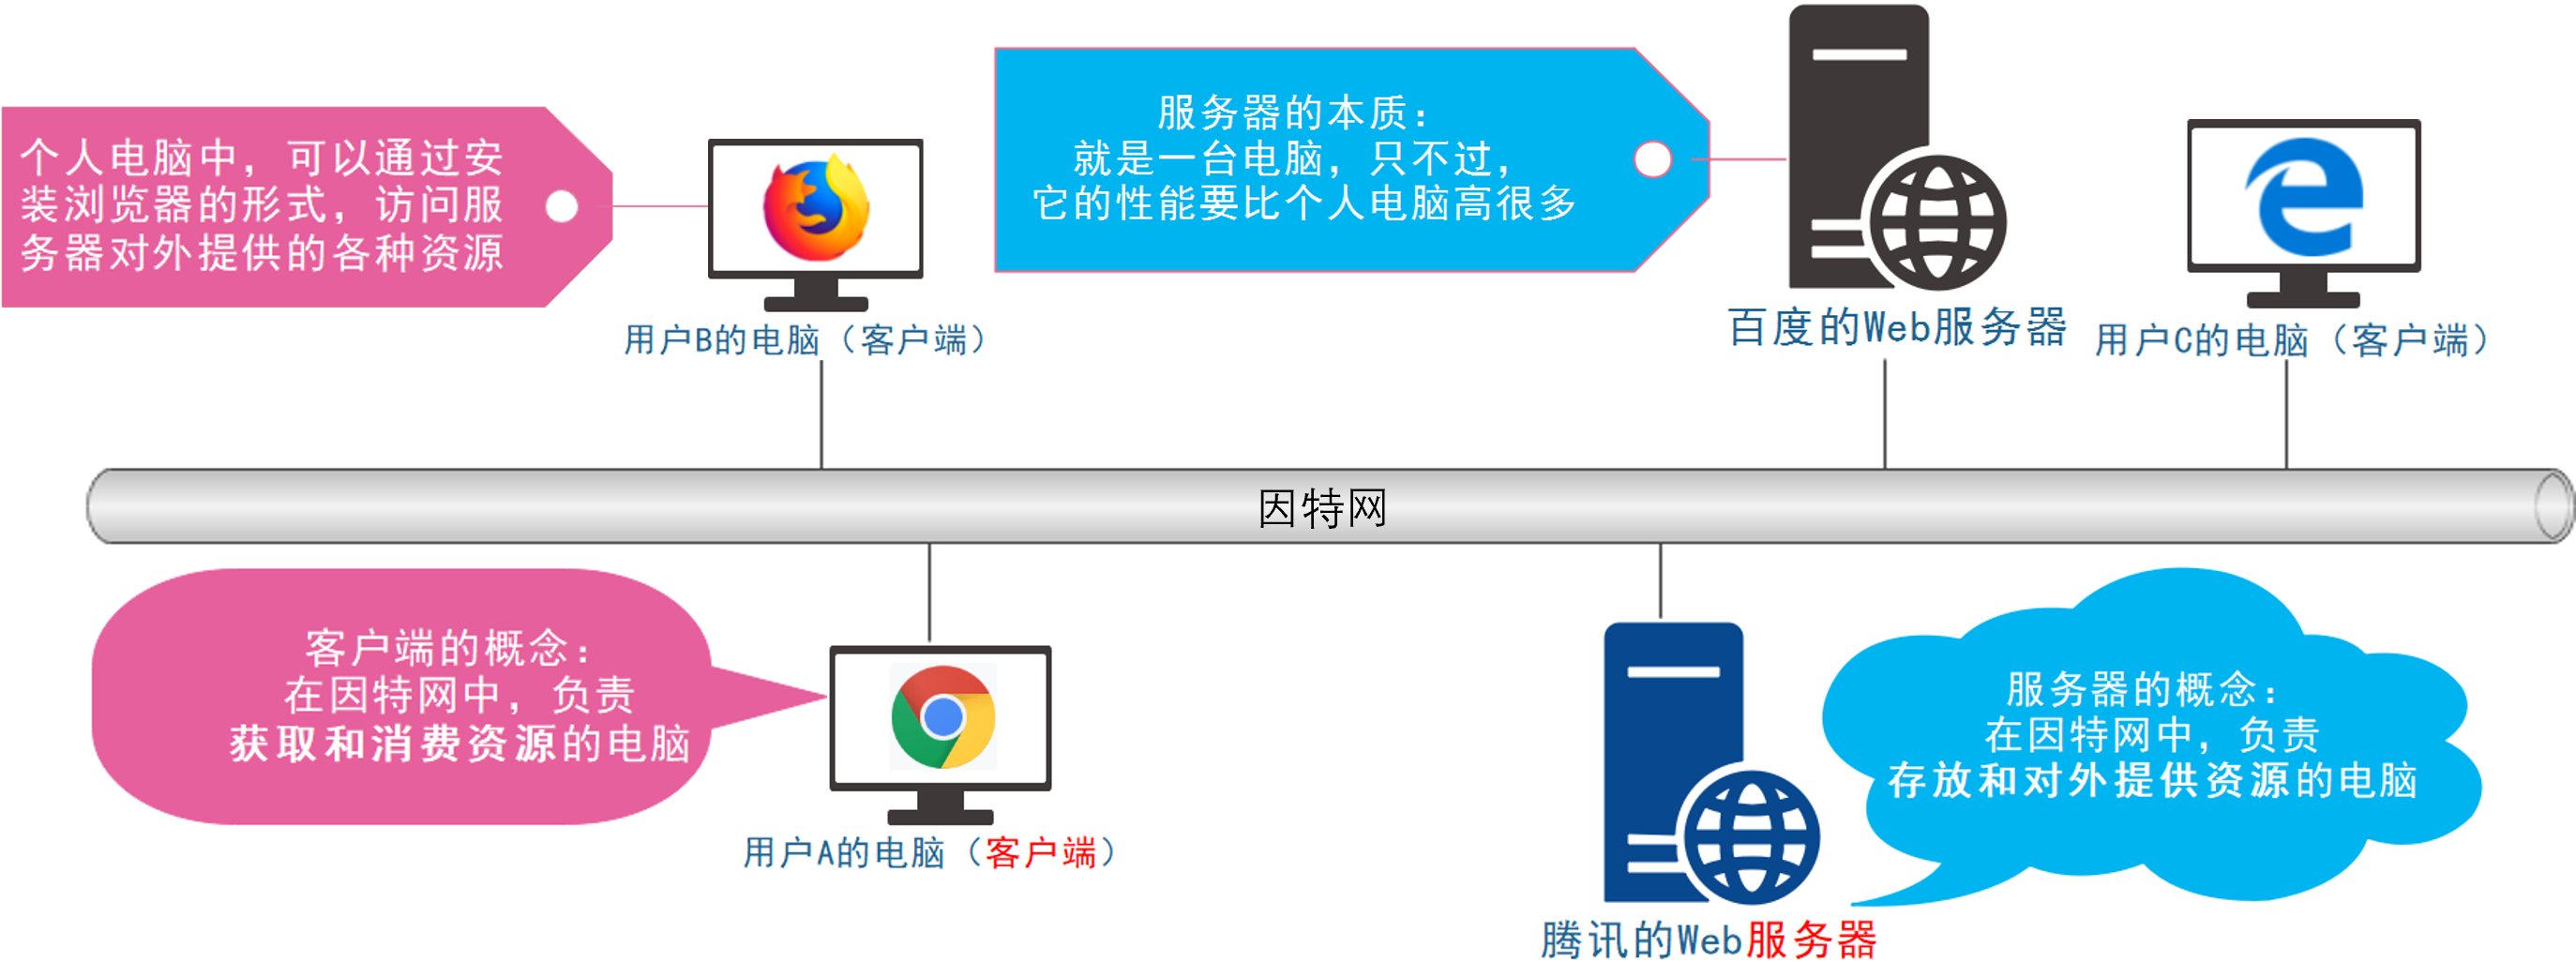 个人电脑中，可以通过安
装浏览器的形式，访问服
务器对外提供的各种资源
用户B的电脑（客户端）
服务器的本质：
就是一台电脑，只不过，
它的性能要比个人电脑高很多
百度的Web服务器
用户C的电脑（客户端）
因特网
客户端的概念：
在因特网中，负责
获取和消费资源的电脑
用户A的电脑（客户端）
服务器的概念：
在因特网中，负责
存放和对外提供资源的电脑
腾讯的Web服务器